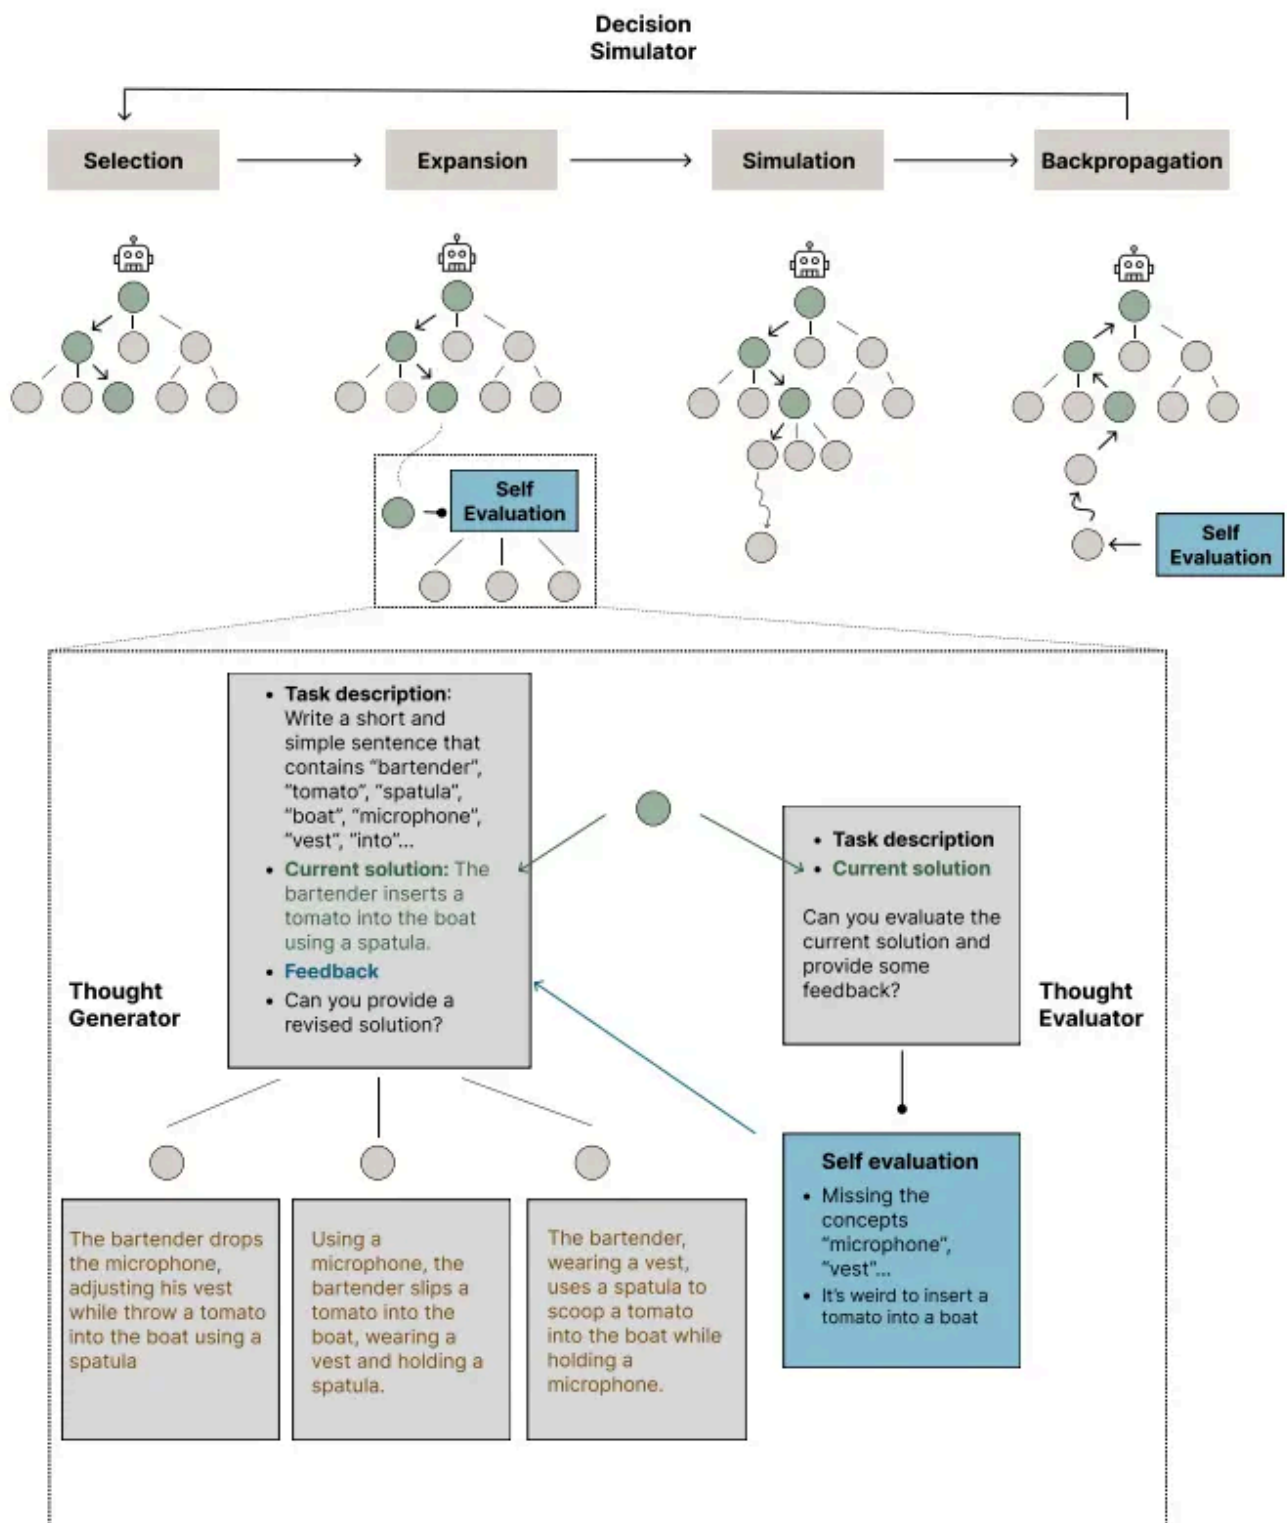 Decision
Simulator
Selection
Expansion
Simulation
Backpropagation
Self
Evaluation
Self
Evaluation
• Task description:
Write a short and
simple sentence that
contains “bartender”,
“tomato”, “spatula”,
“boat”, “microphone”,
“vest”, “into”...
• Current solution: The
bartender inserts a
tomato into the boat
using a spatula.
• Feedback
• Can you provide a
revised solution?
• Task description
• Current solution
Can you evaluate the
current solution and
provide some
feedback?
Thought
Generator
Thought
Evaluator
Self evaluation
• Missing the
concepts
“microphone”,
“vest”...
• It’s weird to insert a
tomato into a boat
The bartender drops
the microphone,
adjusting his vest
while throw a tomato
into the boat using a
spatula
Using a
microphone, the
bartender slips a
tomato into the
boat, wearing a
vest and holding a
spatula.
The bartender,
wearing a vest,
uses a spatula to
scoop a tomato
into the boat while
holding a
microphone.